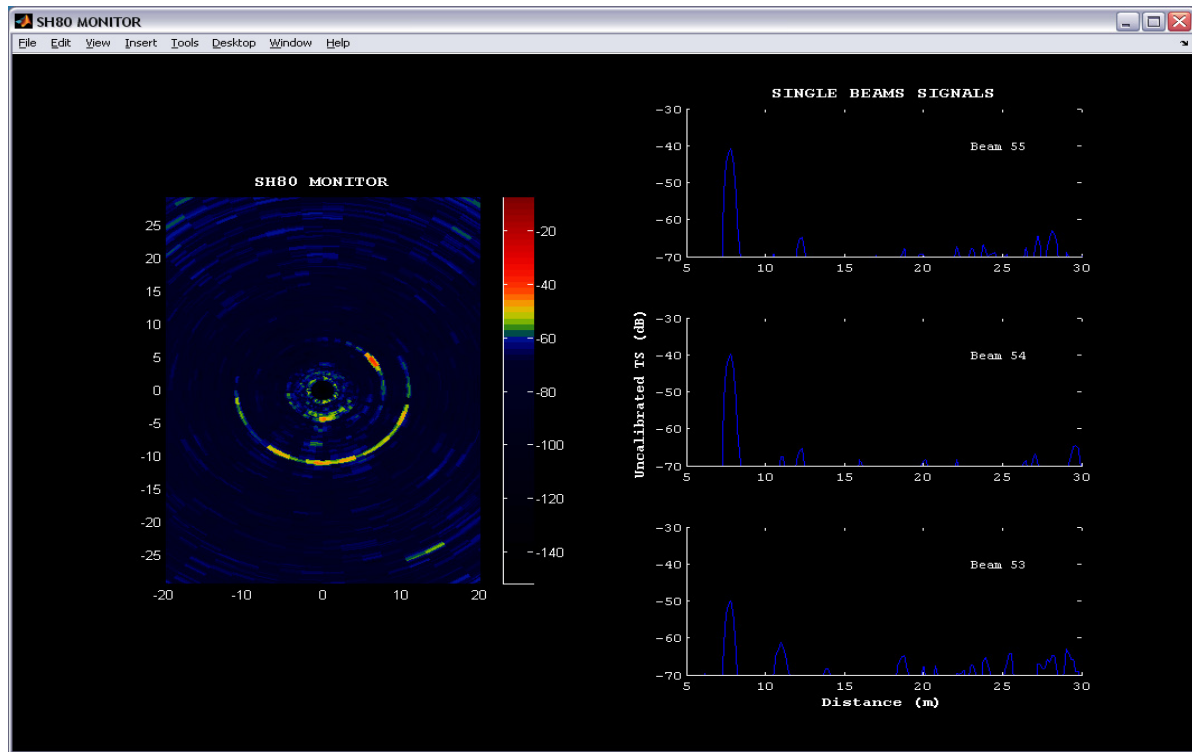 SH80 MONITOR
File Edit View Insert Tools Desktop Window Help
SH80 MONITOR
25
20
15
10
5
0
-5
-10
-15
-20
-25
-20 -10 0 10 20
-20
-40
-60
-80
-100
-120
-140
SINGLE BEAMS SIGNALS
Uncalibrated TS (dB)
-30
-40
-50
-60
-70
Beam 55
5 10 15 20 25 30
-30
-40
-50
-60
-70
Beam 54
5 10 15 20 25 30
-30
-40
-50
-60
-70
Beam 53
5 10 15 20 25 30
Distance (m)